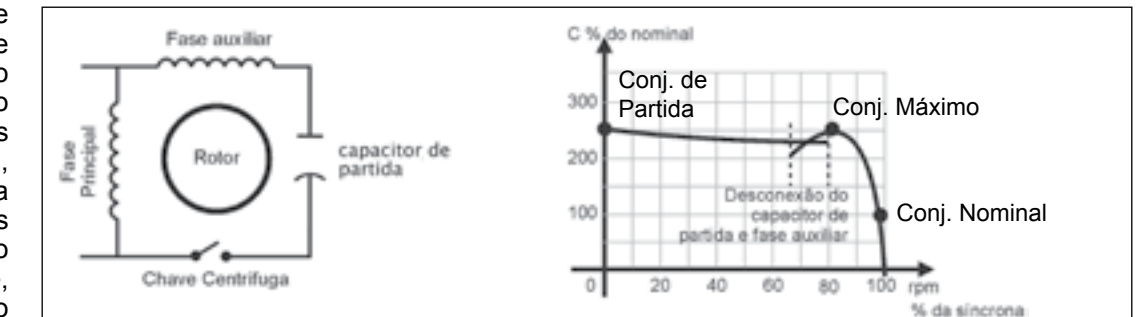 e
e
o
o
s
,
a
s
o
,
o
Fase auxiliar
Fase
Principal
Rotor
capacitor de
partida
Chave Centrifuga
C % do nominal
Conj. de
Partida
Conj. Máximo
300
200
100
Desconexão do
capacitor de
partida e fase auxiliar
Conj. Nominal
0 20 40 60 80 100 rpm
% da síncrona